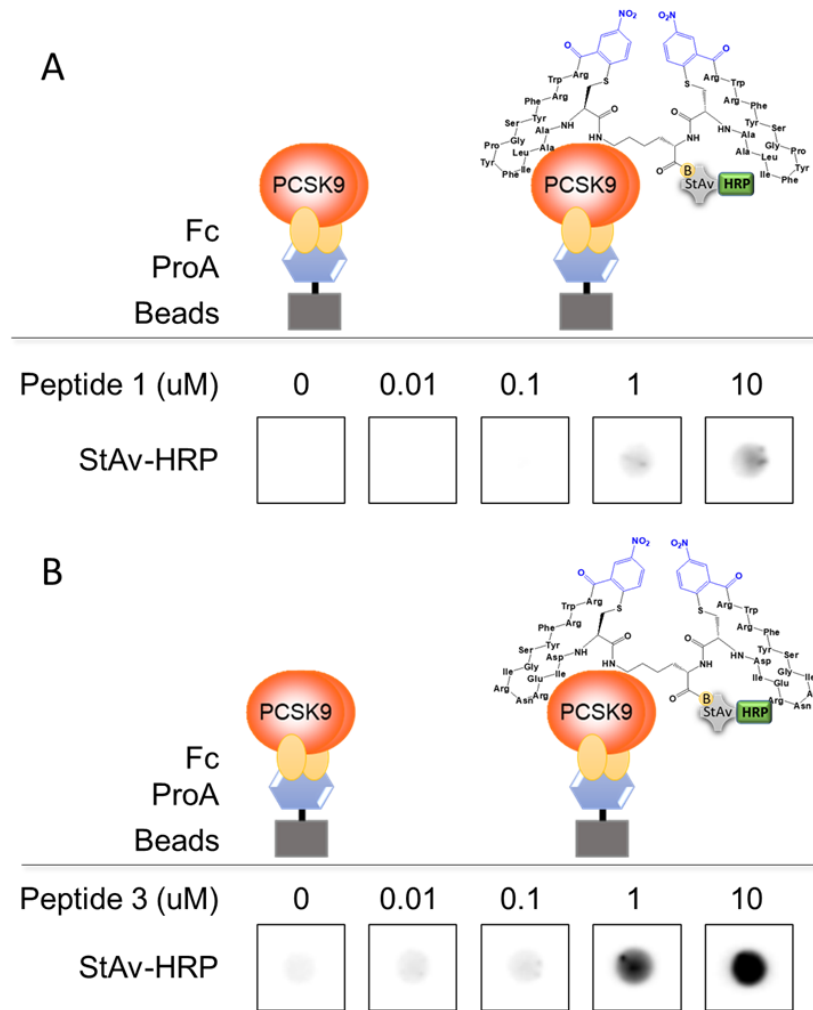 A
NO₂
O₂N
O
O
Trp Arg
S
S
Arg Trp
Phe Arg
Arg Phe
Ser Tyr
O
O
Tyr Ser
Pro Gly
Ala NH
HN Ala
Gly Pro
Tyr Leu Ala
HN
NH
Ala Leu Tyr
Phe Ile
O
B
Ile Phe
StAv HRP
PCSK9
PCSK9
Fc
ProA
Beads
Peptide 1 (uM) 0 0.01 0.1 1 10
StAv-HRP
B
NO₂
O₂N
O
O
Trp Arg
S
S
Arg Trp
Phe Arg
Arg Phe
Ser Tyr
O
O
Tyr Ser
Ile Gly
Asp NH
HN Asp
Gly Ile
Arg Glu Ile
HN
NH
Ile Glu
Asn Arg
O
B
Arg Asn
StAv HRP
PCSK9
PCSK9
Fc
ProA
Beads
Peptide 3 (uM) 0 0.01 0.1 1 10
StAv-HRP